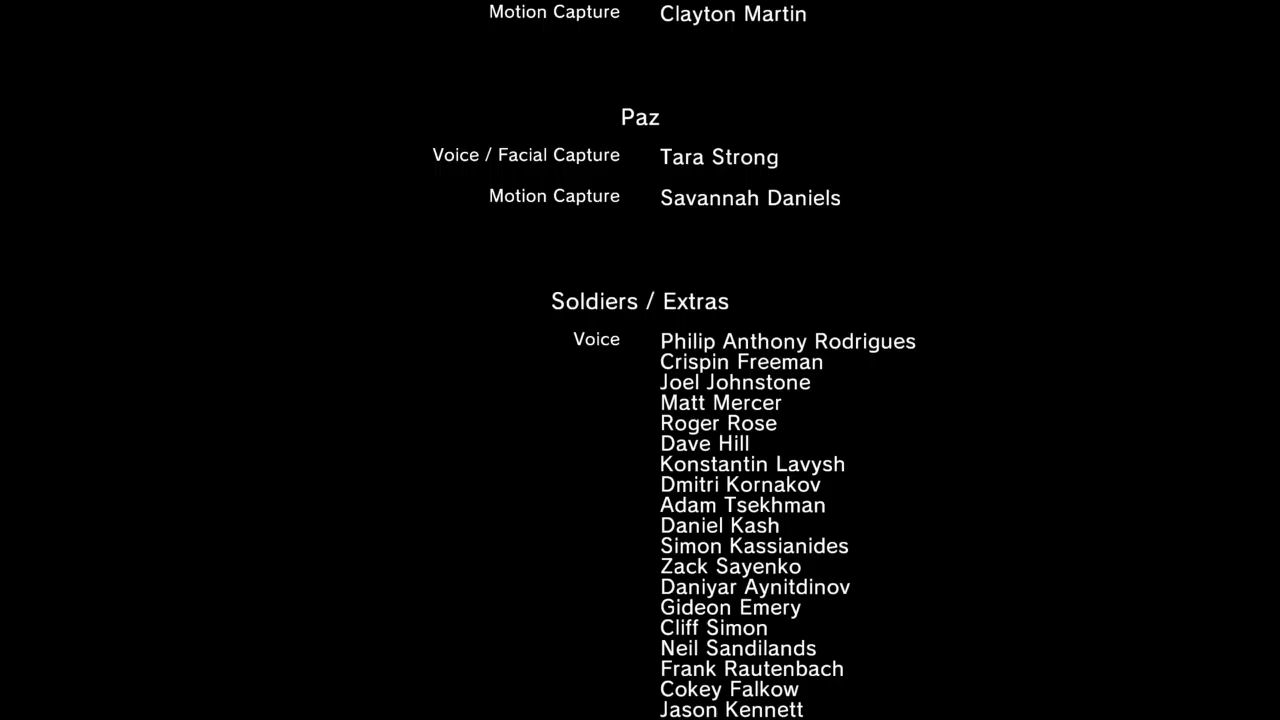 Motion Capture Clayton Martin
Paz
Voice / Facial Capture Tara Strong
Motion Capture Savannah Daniels
Soldiers / Extras
Voice Philip Anthony Rodrigues
Crispin Freeman
Joel Johnstone
Matt Mercer
Roger Rose
Dave Hill
Konstantin Lavysh
Dmitri Kornakov
Adam Tsekhman
Daniel Kash
Simon Kassianides
Zack Sayenko
Daniyar Aynitdinov
Gideon Emery
Cliff Simon
Neil Sandilands
Frank Rautenbach
Cokey Falkow
Jason Kennett